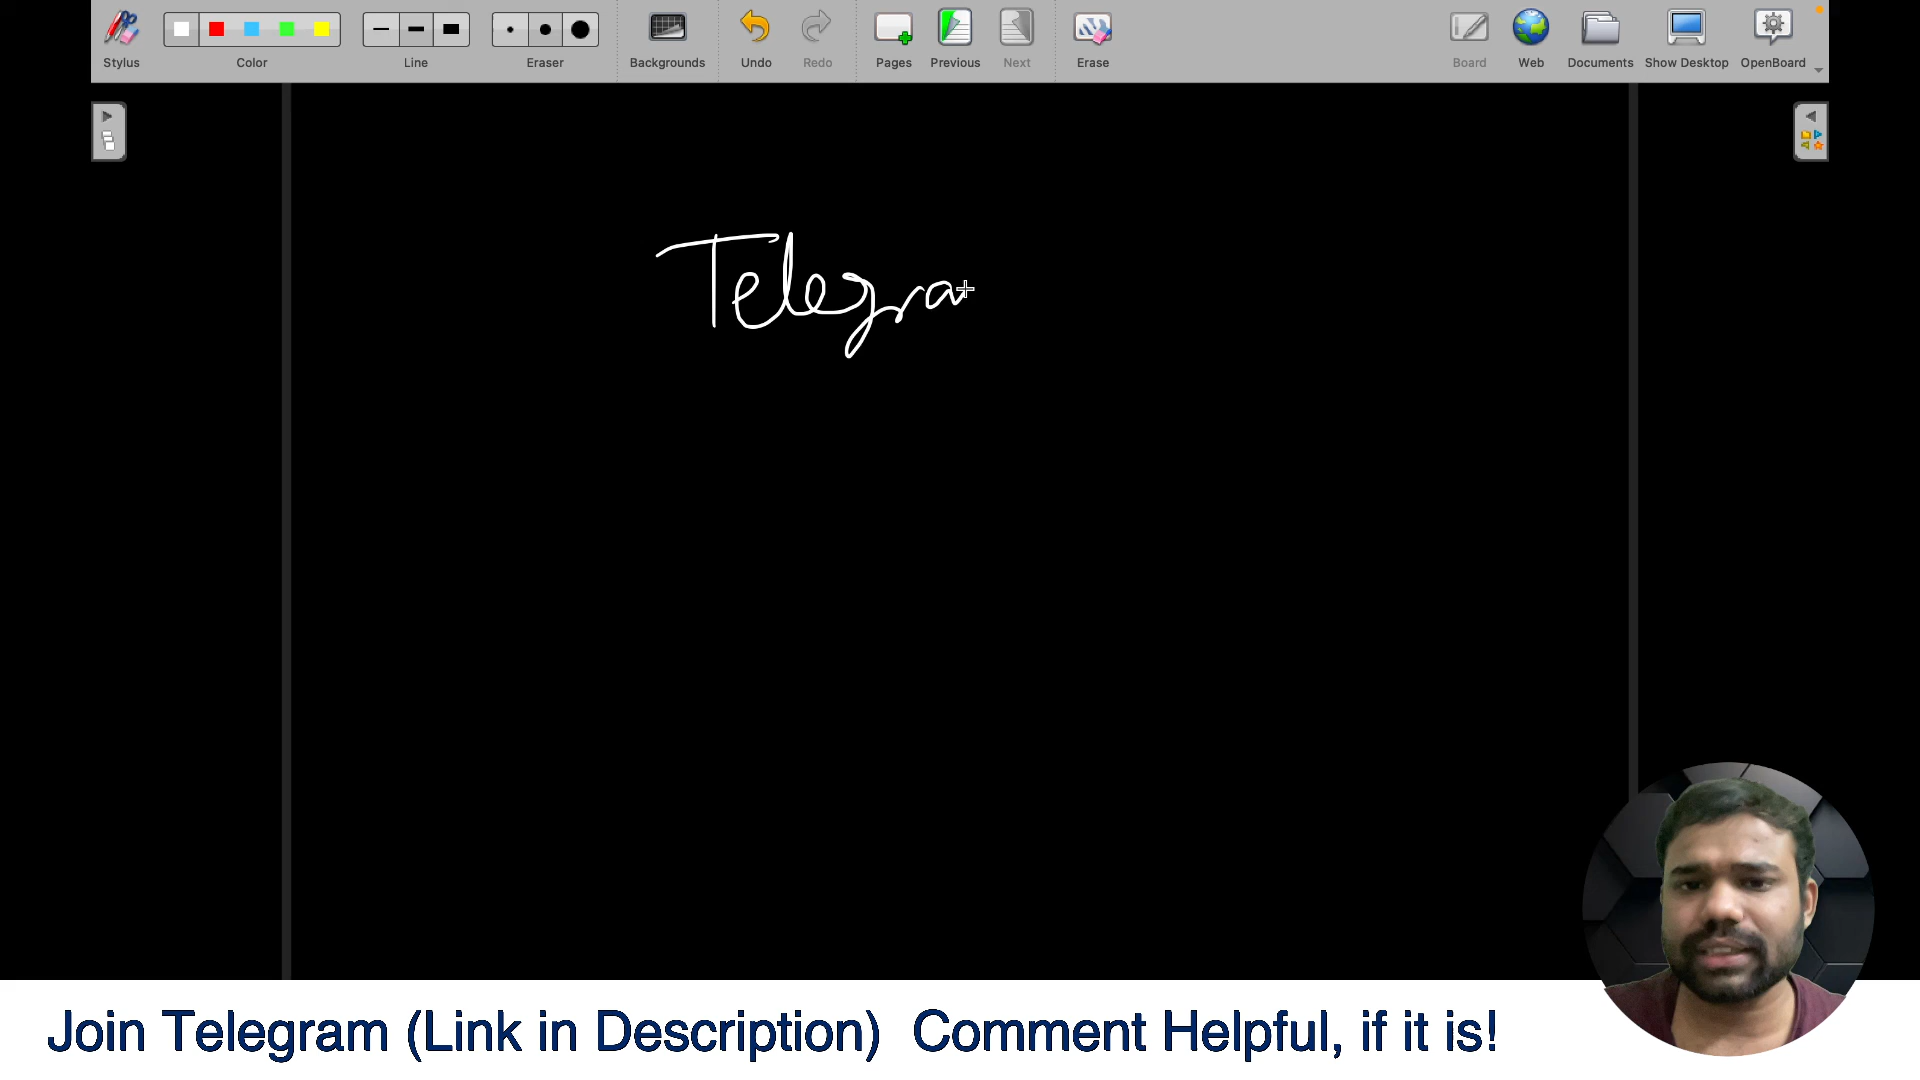 Stylus Color Line Eraser Backgrounds Undo Redo Pages Previous Next Erase Board Web Documents Show Desktop OpenBoard
Telegra
Join Telegram (Link in Description) Comment Helpful, if it is!